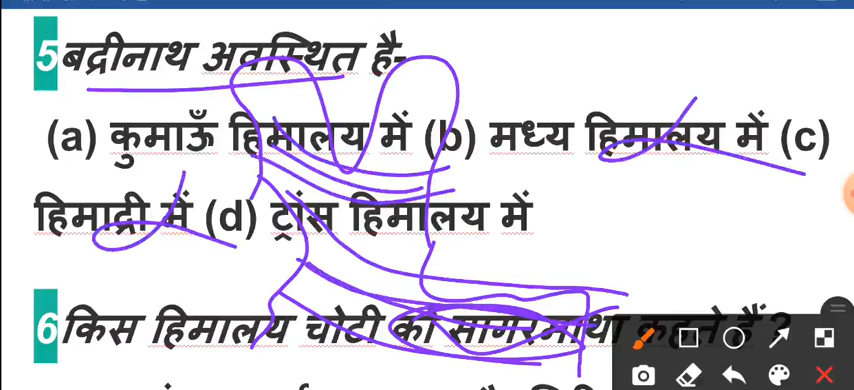 5 बद्रीनाथ अवस्थित है-
(a) कुमाऊँ हिमालय में (b) मध्य हिमालय में (c)
हिमाद्री में (d) ट्रांस हिमालय में
6 किस हिमालय चोटी को सागरमाथा कहते हैं ?